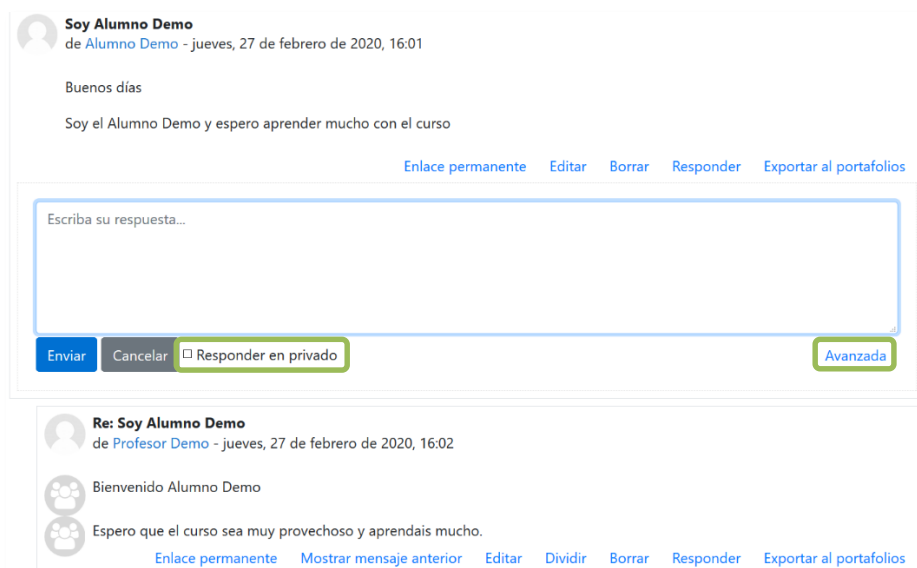 Soy Alumno Demo
de Alumno Demo - jueves, 27 de febrero de 2020, 16:01
Buenos días
Soy el Alumno Demo y espero aprender mucho con el curso
Enlace permanente Editar Borrar Responder Exportar al portafolios
Escriba su respuesta...
Enviar Cancelar Responder en privado Avanzada
Re: Soy Alumno Demo
de Profesor Demo - jueves, 27 de febrero de 2020, 16:02
Bienvenido Alumno Demo
Espero que el curso sea muy provechoso y aprendais mucho.
Enlace permanente Mostrar mensaje anterior Editar Dividir Borrar Responder Exportar al portafolios